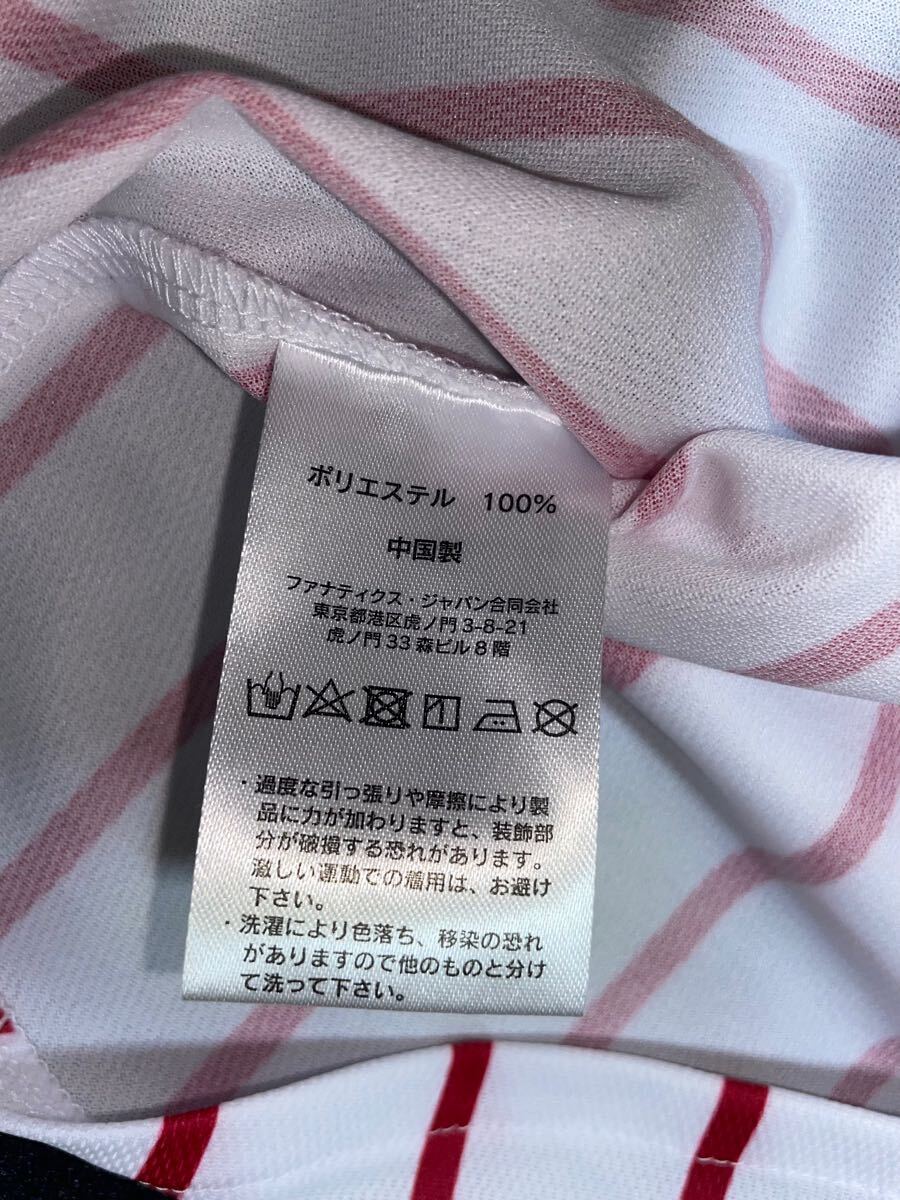 ポリエステル 100%
中国製
ファナティクス・ジャパン合同会社
東京都港区虎ノ門3-8-21
虎ノ門33森ビル8階
・過度な引っ張りや摩擦により製
品に力が加わりますと、装飾部
分が破損する恐れがあります。
激しい運動での着用は、お避け
下さい。
・洗濯により色落ち、移染の恐れ
がありますので他のものと分け
て洗って下さい。